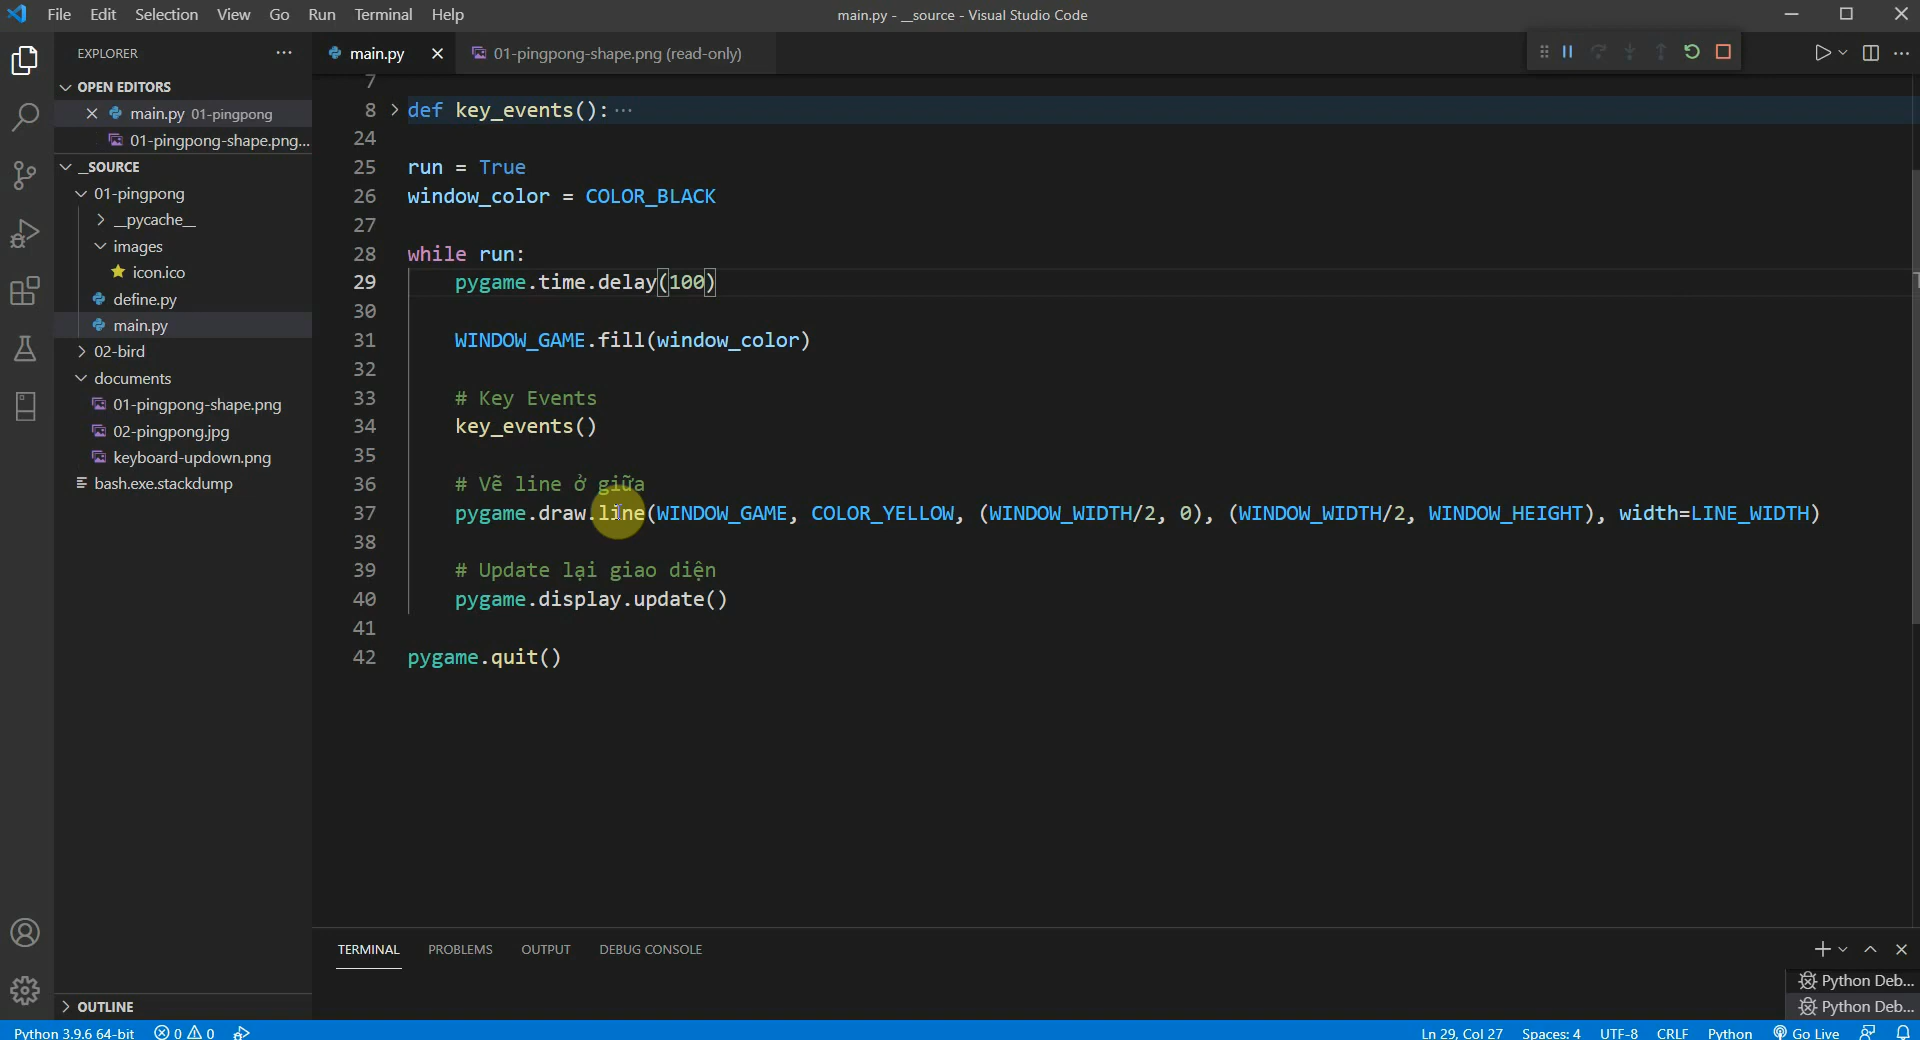 File Edit Selection View Go Run Terminal Help
main.py - __source - Visual Studio Code
EXPLORER
OPEN EDITORS
main.py 01-pingpong
01-pingpong-shape.png...
_SOURCE
01-pingpong
__pycache__
images
icon.ico
define.py
main.py
02-bird
documents
01-pingpong-shape.png
02-pingpong.jpg
keyboard-updown.png
bash.exe.stackdump
OUTLINE
main.py
01-pingpong-shape.png (read-only)
7
8 def key_events():···
24
25 run = True
26 window_color = COLOR_BLACK
27
28 while run:
29 pygame.time.delay(100)
30
31 WINDOW_GAME.fill(window_color)
32
33 # Key Events
34 key_events()
35
36 # Vẽ line ở giữa
37 pygame.draw.line(WINDOW_GAME, COLOR_YELLOW, (WINDOW_WIDTH/2, 0), (WINDOW_WIDTH/2, WINDOW_HEIGHT), width=LINE_WIDTH)
38
39 # Update lại giao diện
40 pygame.display.update()
41
42 pygame.quit()
TERMINAL PROBLEMS OUTPUT DEBUG CONSOLE
Python Deb...
Python Deb...
Python 3.9.6 64-bit 0 0
Ln 29, Col 27 Spaces: 4 UTF-8 CRLF Python Go Live